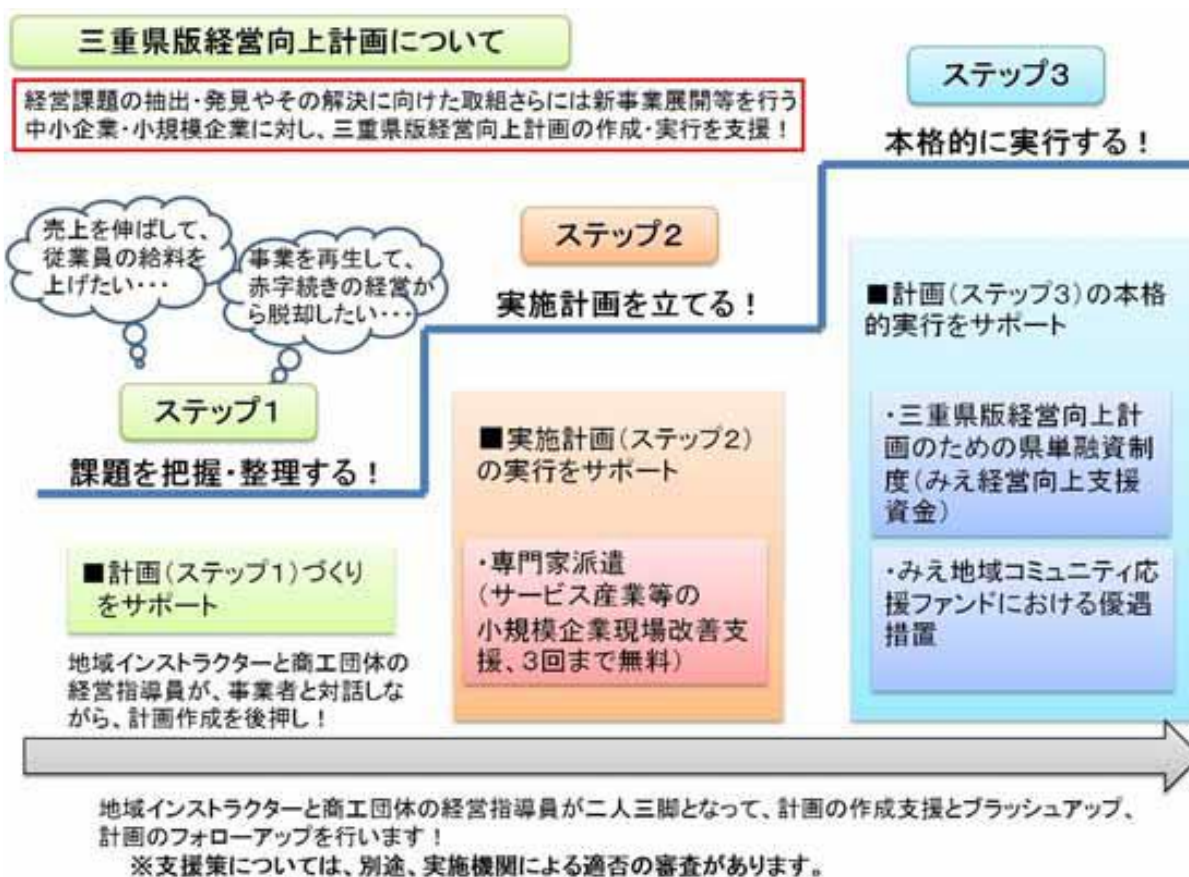 三重県版経営向上計画について
経営課題の抽出・発見やその解決に向けた取組さらには新事業展開等を行う
中小企業・小規模企業に対し、三重県版経営向上計画の作成・実行を支援！
売上を伸ばして、
従業員の給料を
上げたい・・・
事業を再生して、
赤字続きの経営か
ら脱却したい・・・
ステップ１
課題を把握・整理する！
■計画（ステップ１）づくり
をサポート
地域インストラクターと商工団体の
経営指導員が、事業者と対話しな
がら、計画作成を後押し！
ステップ２
実施計画を立てる！
■実施計画（ステップ２）
の実行をサポート
・専門家派遣
（サービス産業等の
小規模企業現場改善支
援、３回まで無料）
ステップ３
本格的に実行する！
■計画（ステップ３）の本格
的実行をサポート
・三重県版経営向上計
画のための県単融資制
度（みえ経営向上支援
資金）
・みえ地域コミュニティ応
援ファンドにおける優遇
措置
地域インストラクターと商工団体の経営指導員が二人三脚となって、計画の作成支援とブラッシュアップ、
計画のフォローアップを行います！
※支援策については、別途、実施機関による適否の審査があります。